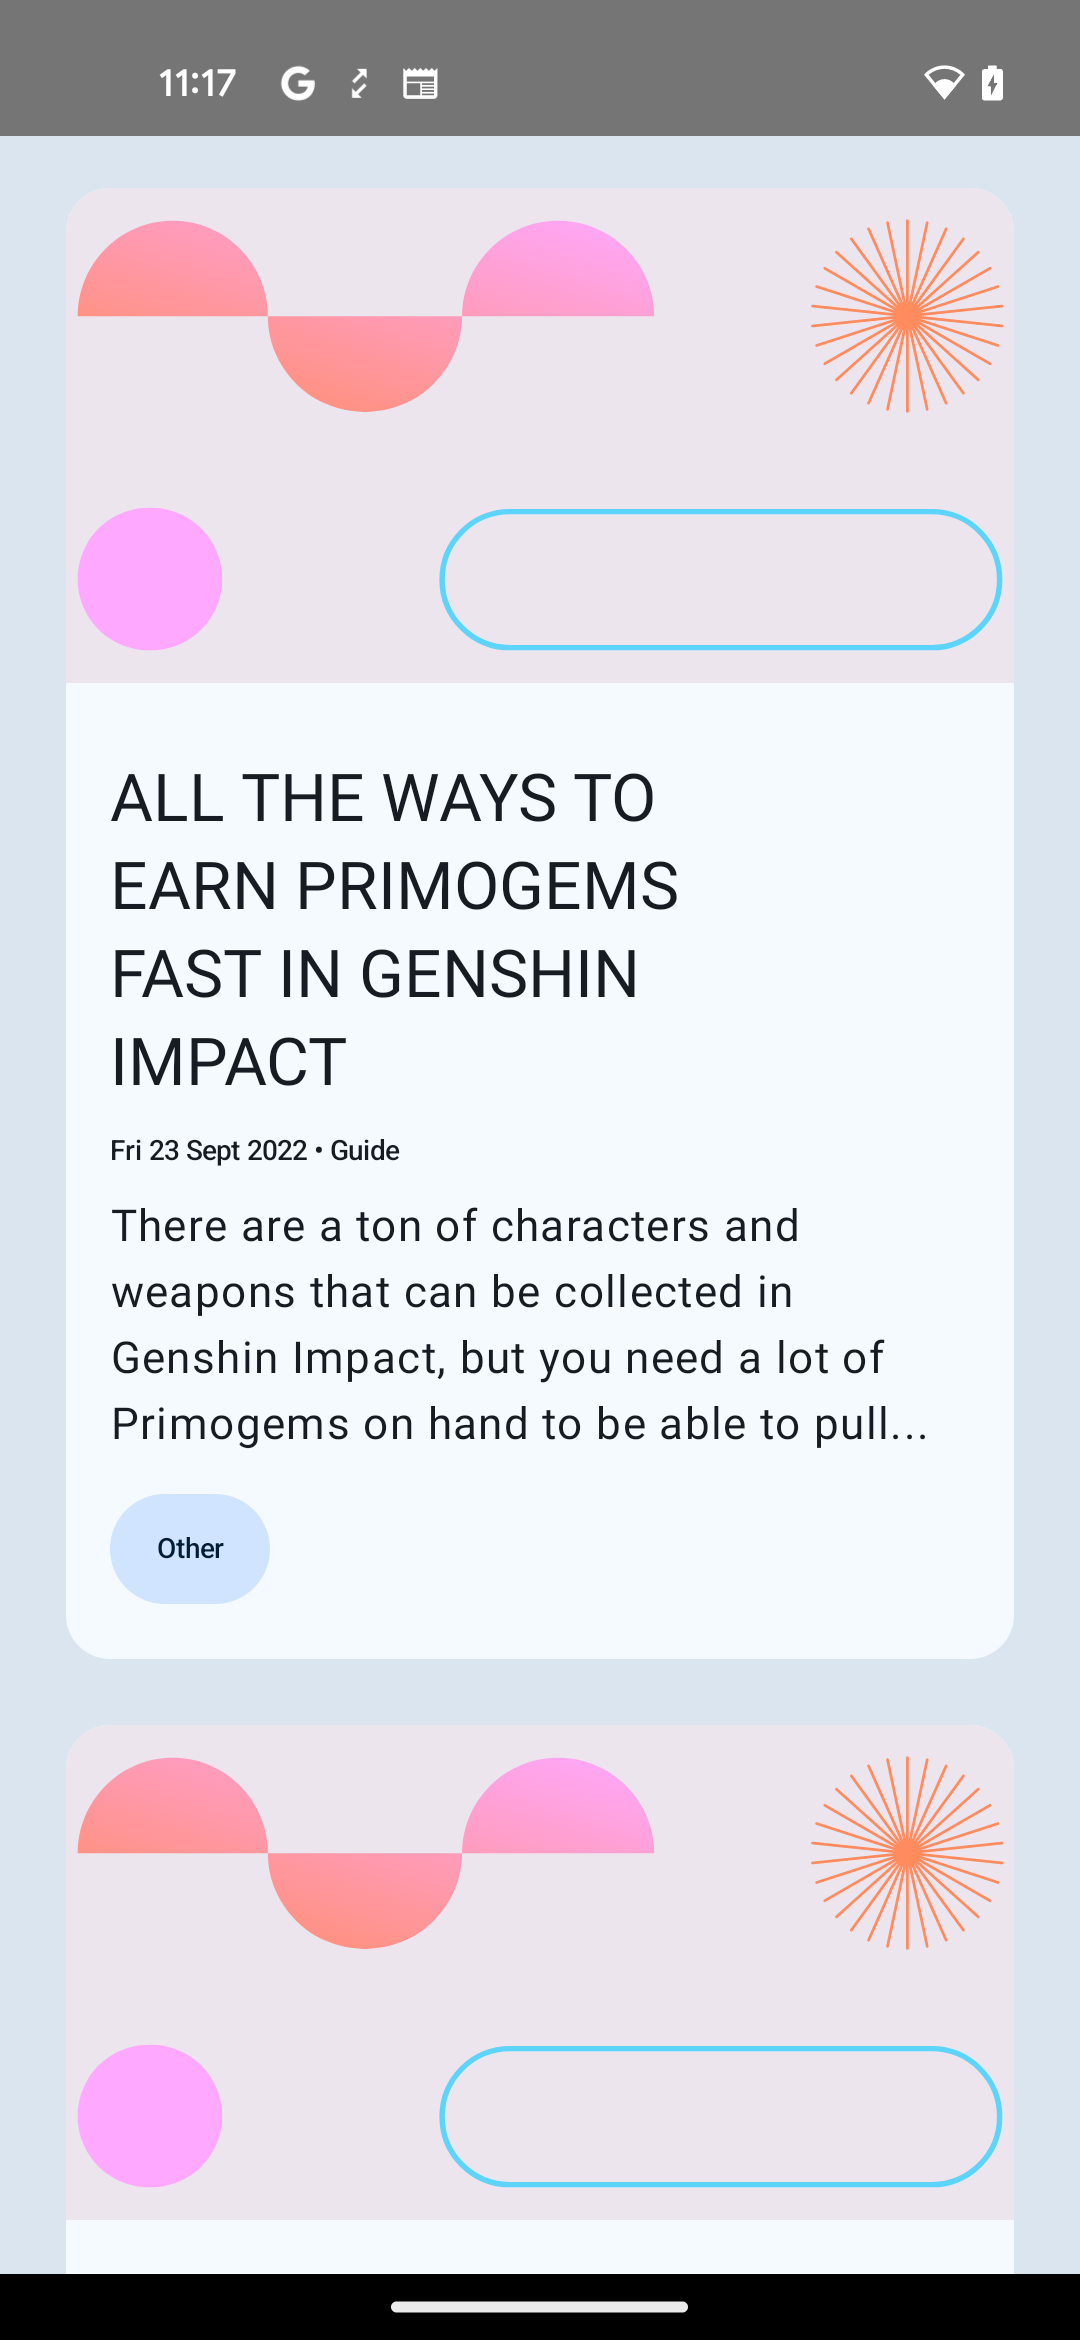 11:17
ALL THE WAYS TO
EARN PRIMOGEMS
FAST IN GENSHIN
IMPACT
Fri 23 Sept 2022 • Guide
There are a ton of characters and
weapons that can be collected in
Genshin Impact, but you need a lot of
Primogems on hand to be able to pull...
Other